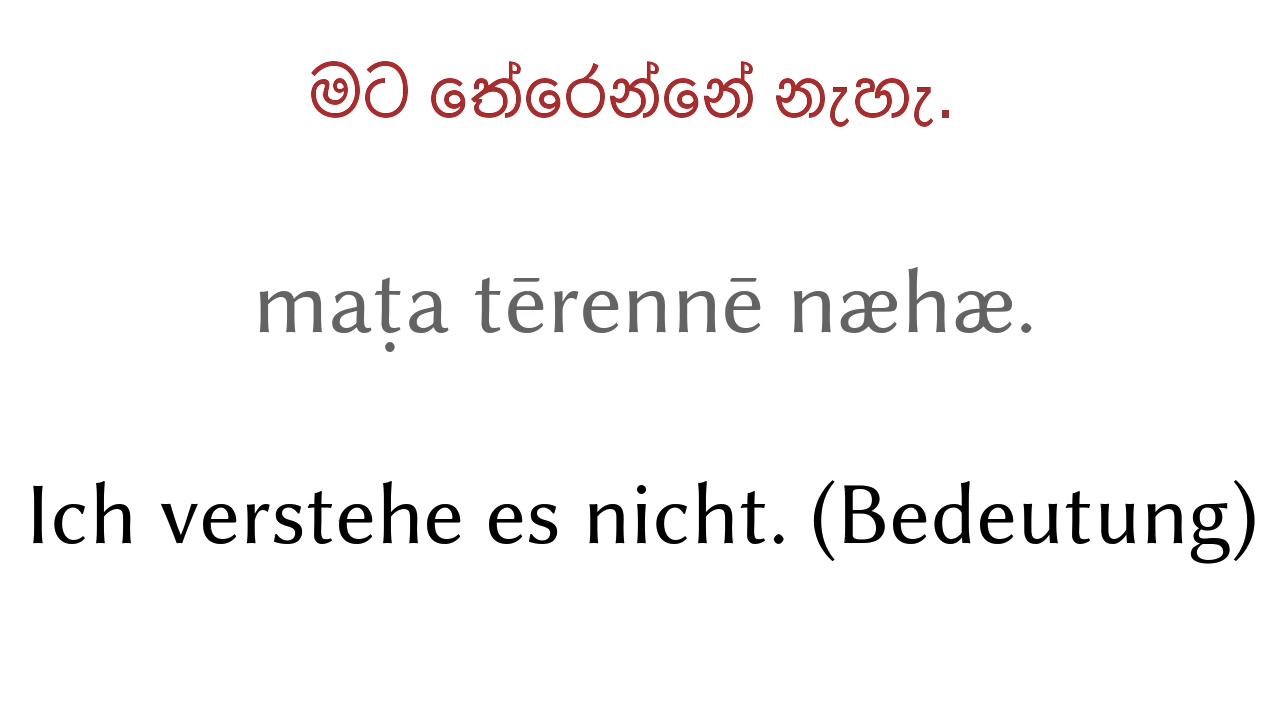 මට තේරෙන්නේ නැහැ.
maṭa tērennē næhæ.
Ich verstehe es nicht. (Bedeutung)